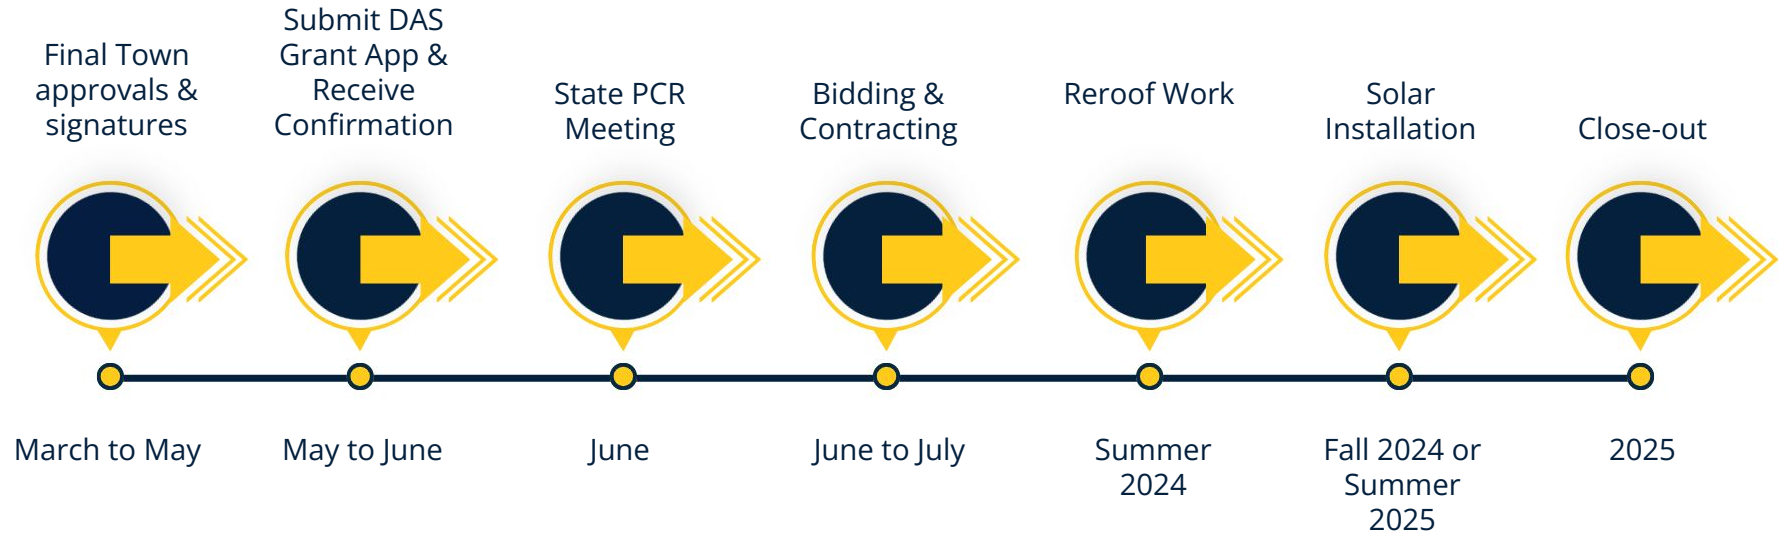 Final Town
approvals &
signatures
Submit DAS
Grant App &
Receive
Confirmation
State PCR
Meeting
Bidding &
Contracting
Reroof Work
Solar
Installation
Close-out
March to May
May to June
June
June to July
Summer
2024
Fall 2024 or
Summer
2025
2025